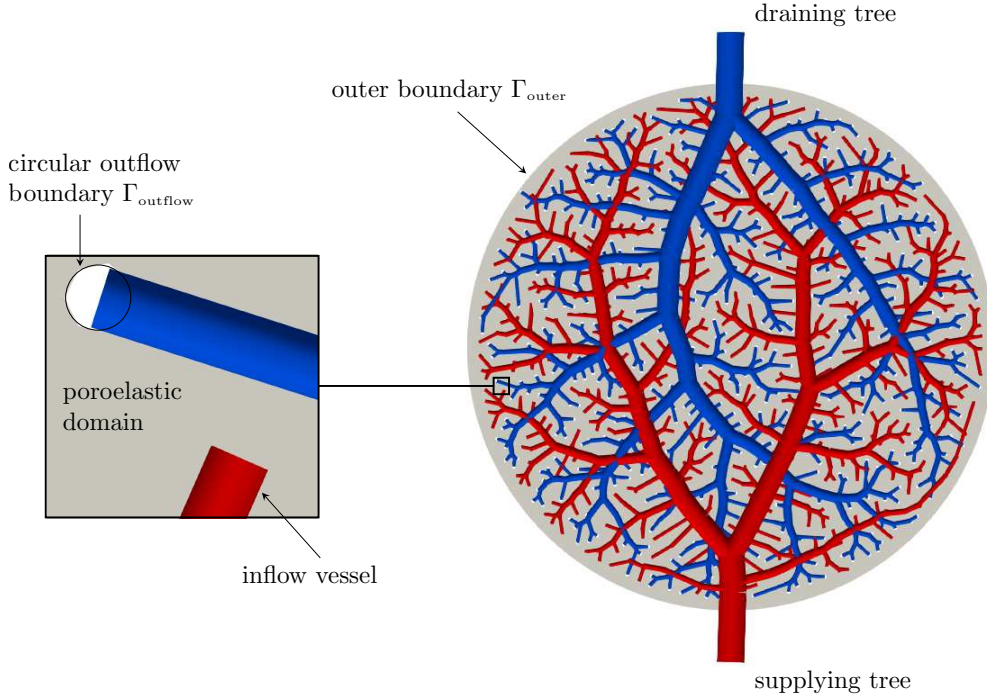 draining tree
outer boundary Γouter
circular outflow
boundary Γoutflow
poroelastic
domain
inflow vessel
supplying tree